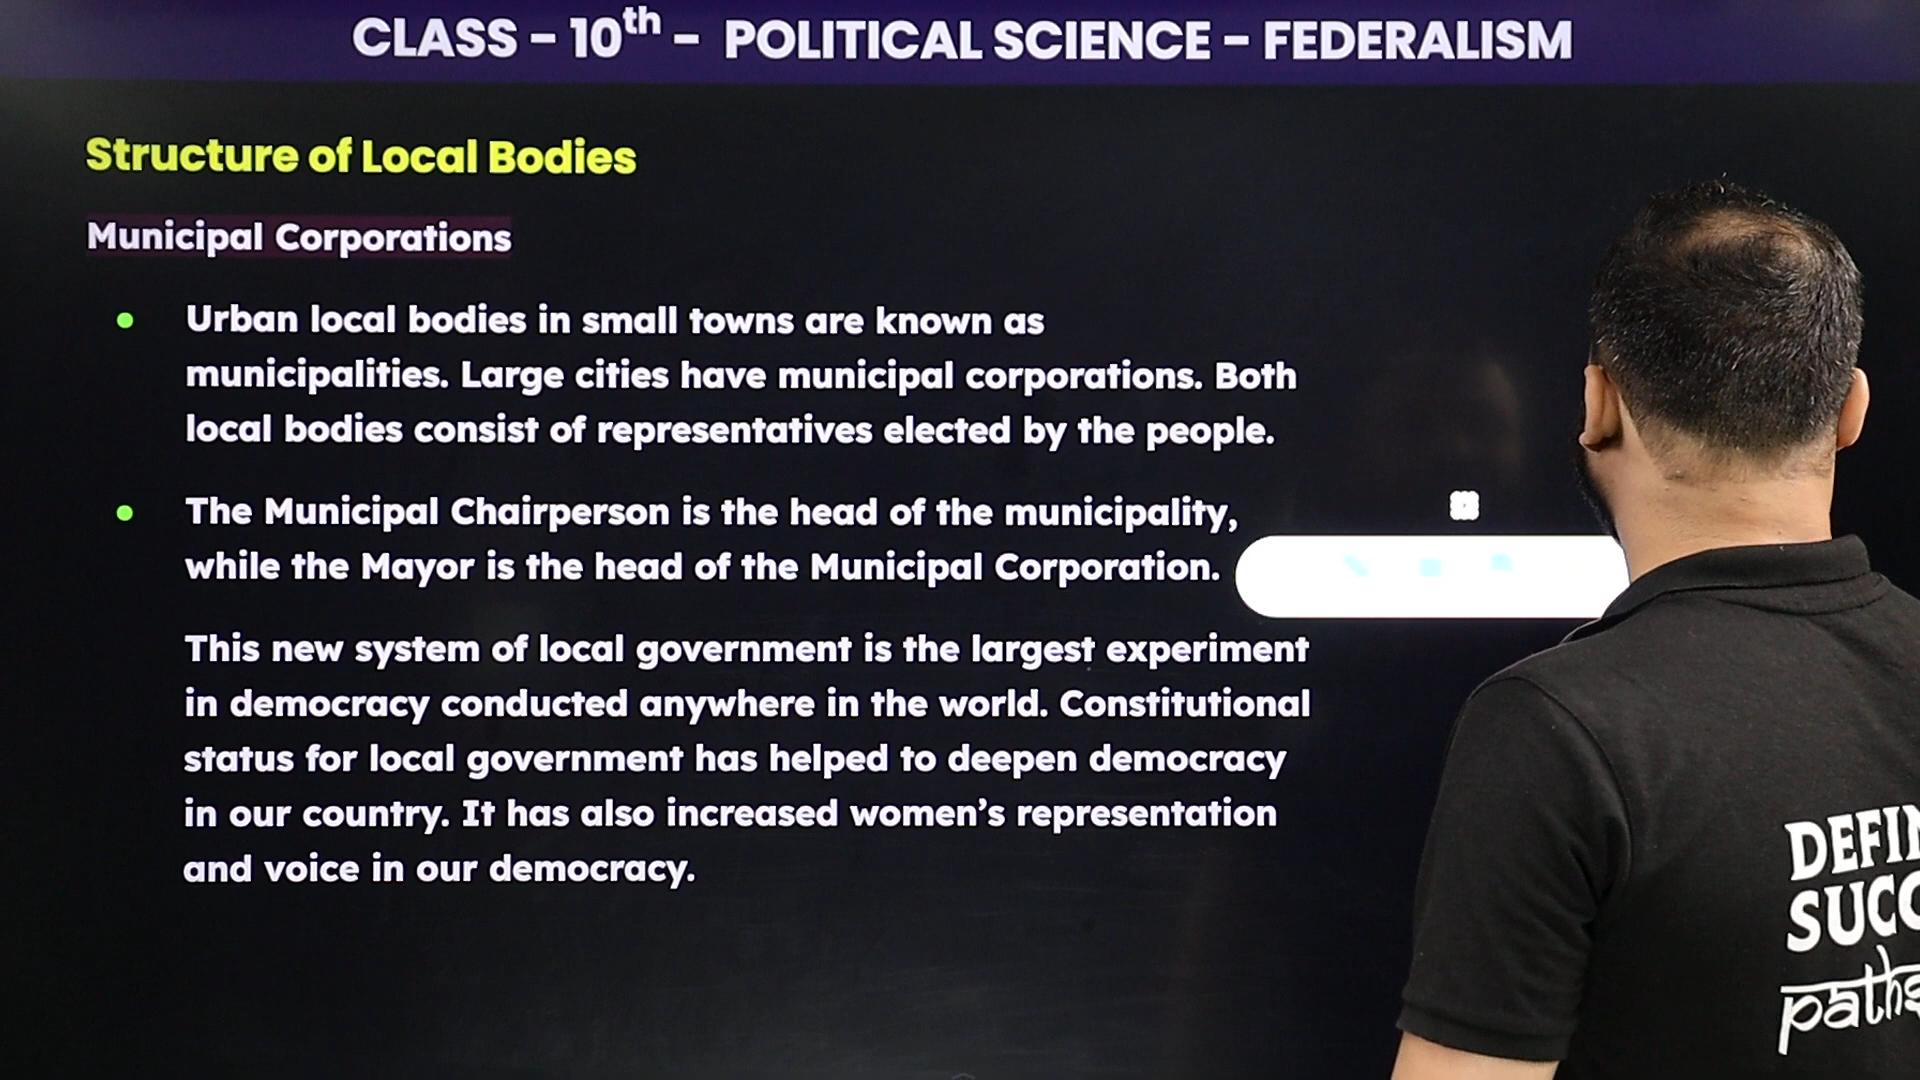 CLASS - 10th - POLITICAL SCIENCE - FEDERALISM
Structure of Local Bodies
Municipal Corporations
• Urban local bodies in small towns are known as
municipalities. Large cities have municipal corporations. Both
local bodies consist of representatives elected by the people.
• The Municipal Chairperson is the head of the municipality,
while the Mayor is the head of the Municipal Corporation.
This new system of local government is the largest experiment
in democracy conducted anywhere in the world. Constitutional
status for local government has helped to deepen democracy
in our country. It has also increased women's representation
and voice in our democracy.